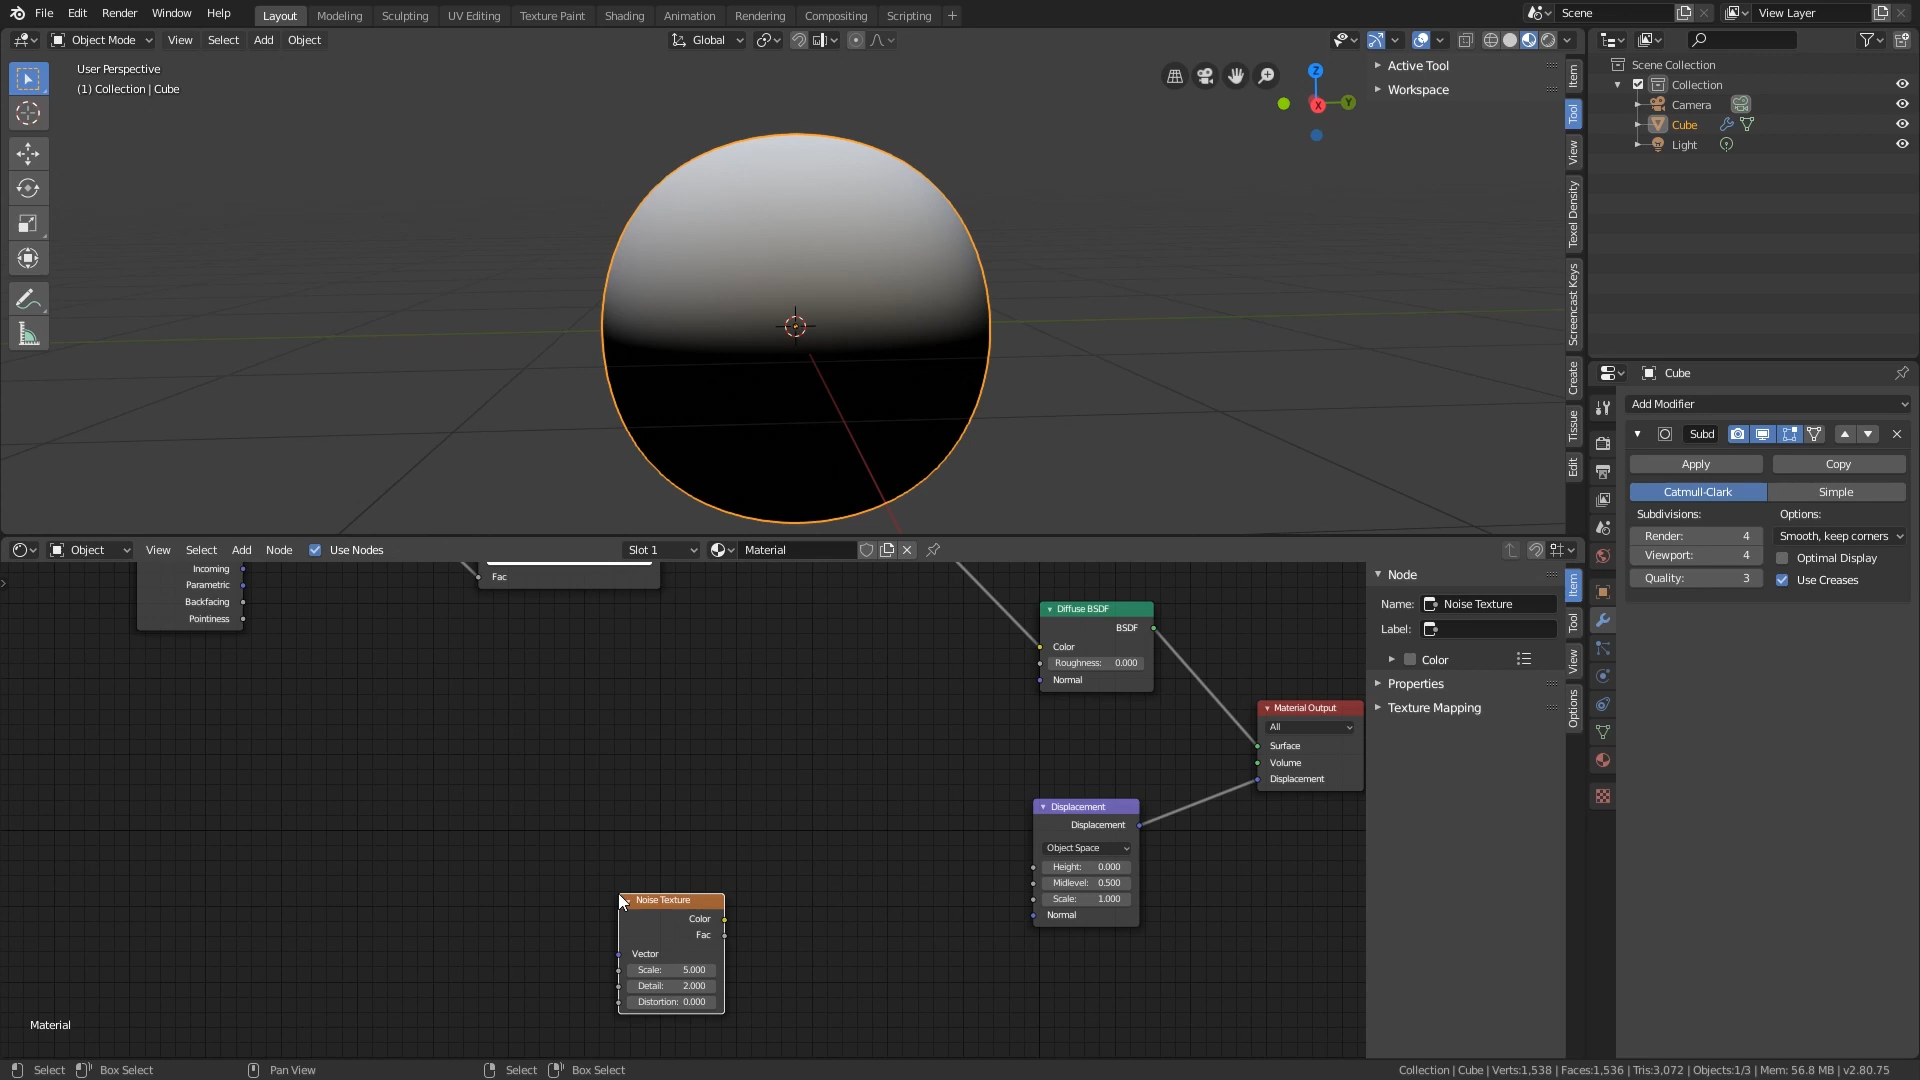 File Edit Render Window Help Layout Modeling Sculpting UV Editing Texture Paint Shading Animation Rendering Compositing Scripting + Scene View Layer
Object Mode View Select Add Object Global
User Perspective
(1) Collection | Cube
Z
X
Y
Active Tool
Workspace
Item
Tool
View
Texel Density
Screencast Keys
Create
Tissue
Edit
Scene Collection
Collection
Camera
Cube
Light
Cube
Add Modifier
Subd
Apply Copy
Catmull-Clark Simple
Subdivisions: Options:
Render: 4 Smooth, keep corners
Viewport: 4 Optimal Display
Quality: 3 Use Creases
Object View Select Add Node Use Nodes Slot 1 Material
Incoming
Parametric
Backfacing
Pointiness
Fac
Diffuse BSDF
BSDF
Color
Roughness: 0.000
Normal
Material Output
All
Surface
Volume
Displacement
Displacement
Displacement
Object Space
Height: 0.000
Midlevel: 0.500
Scale: 1.000
Normal
Noise Texture
Color
Fac
Vector
Scale: 5.000
Detail: 2.000
Distortion: 0.000
Material
Node
Name: Noise Texture
Label:
Color
Properties
Texture Mapping
Item
Tool
View
Options
Select Box Select Pan View Select Box Select Collection | Cube | Verts:1,538 | Faces:1,536 | Tris:3,072 | Objects:1/3 | Mem: 56.8 MB | v2.80.75